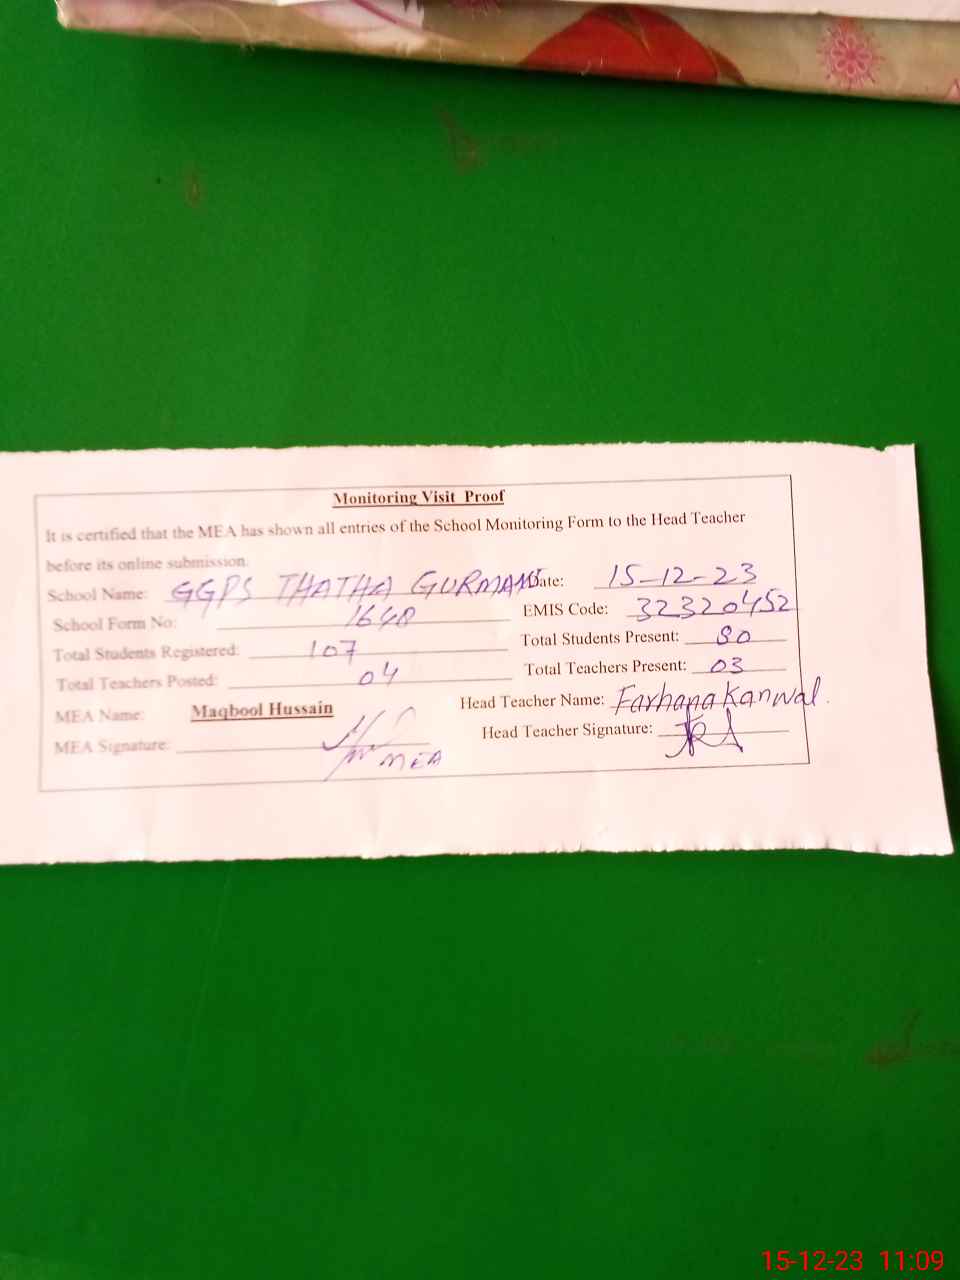 Monitoring Visit Proof
It is certified that the MEA has shown all entries of the School Monitoring Form to the Head Teacher
before its online submission.
School Name: GGPS THATHA GURMANI Date: 15-12-23
School Form No: 1648 EMIS Code: 32320452
Total Students Registered: 107 Total Students Present: 80
Total Teachers Posted: 04 Total Teachers Present: 03
MEA Name: Maqbool Hussain Head Teacher Name: Farhana Kanwal.
MEA Signature: MEA Head Teacher Signature:
15-12-23 11:09